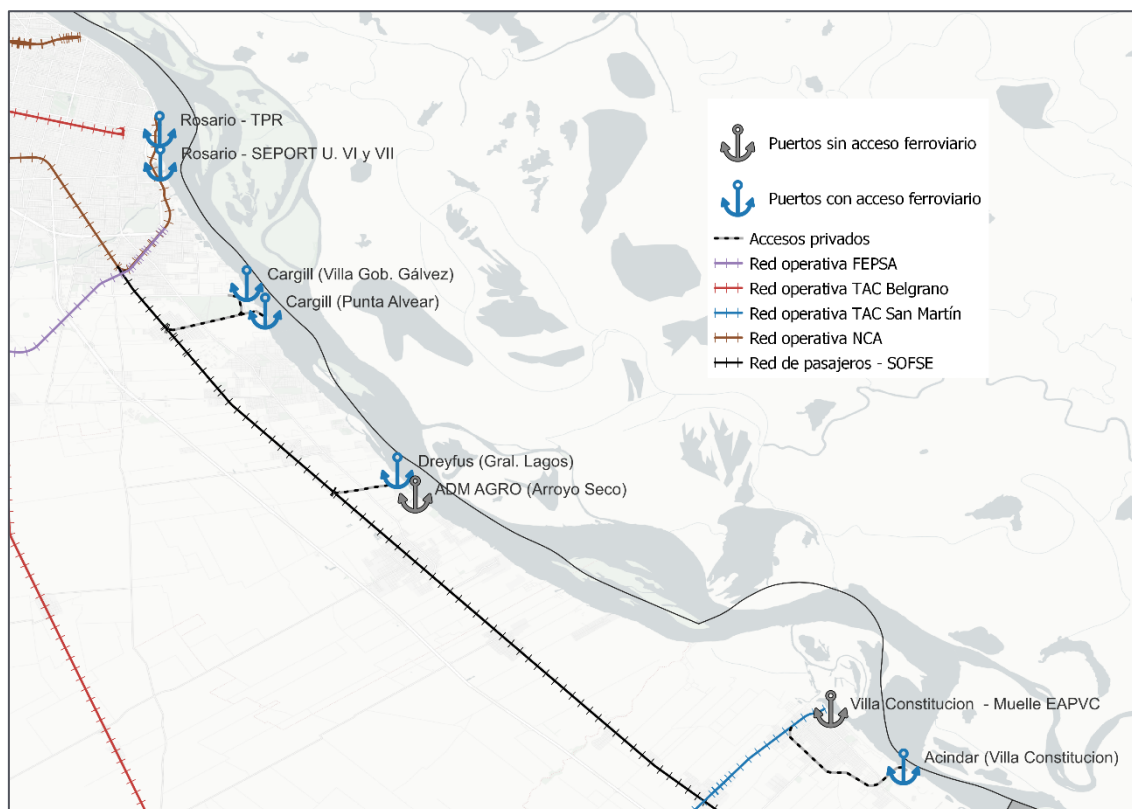 Rosario - TPR
Rosario - SEPORT U. VI y VII
Puertos sin acceso ferroviario
Puertos con acceso ferroviario
Accesos privados
Red operativa FEPSA
Red operativa TAC Belgrano
Red operativa TAC San Martín
Red operativa NCA
Red de pasajeros - SOFSE
Cargill (Villa Gob. Gálvez)
Cargill (Punta Alvear)
Dreyfus (Gral. Lagos)
ADM AGRO (Arroyo Seco)
Villa Constitucion - Muelle EAPVC
Acindar (Villa Constitucion)